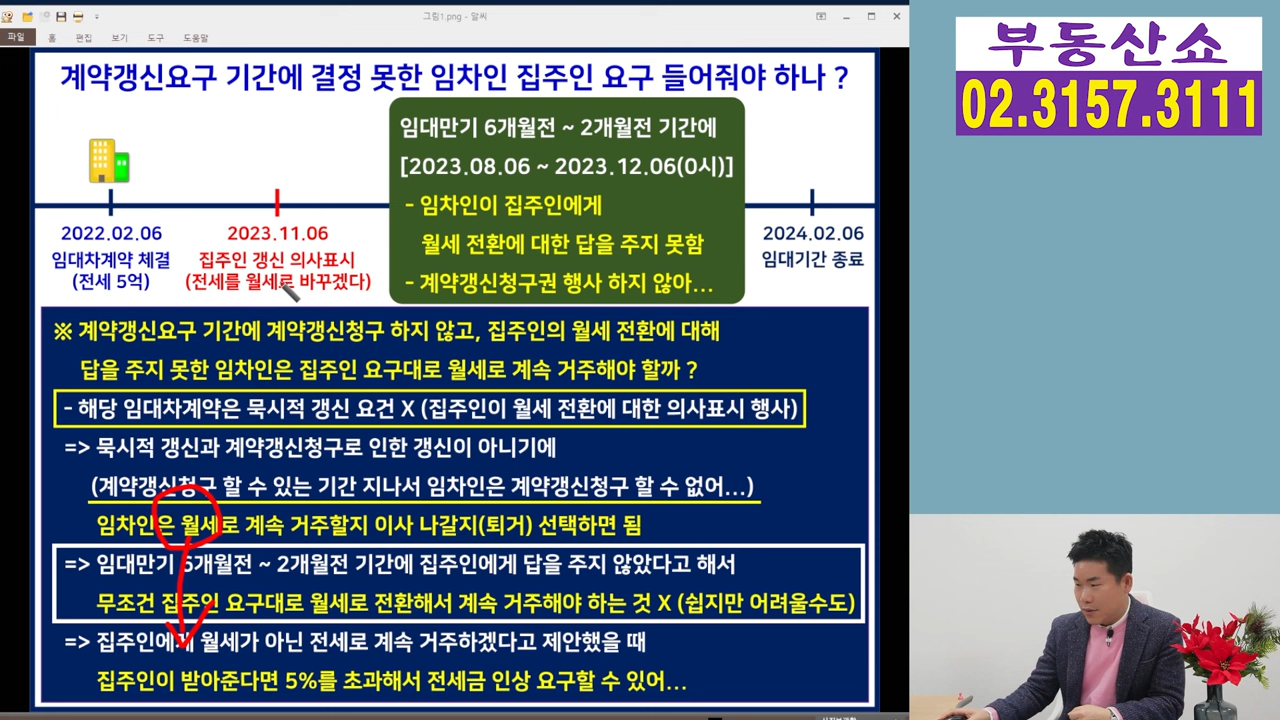 그림1.png - 알씨
파일 홈 편집 보기 도구 도움말
부동산쇼
02.3157.3111
계약갱신요구 기간에 결정 못한 임차인 집주인 요구 들어줘야 하나 ?
임대만기 6개월전 ~ 2개월전 기간에
[2023.08.06 ~ 2023.12.06(0시)]
- 임차인이 집주인에게
월세 전환에 대한 답을 주지 못함
- 계약갱신청구권 행사 하지 않아...
2022.02.06
임대차계약 체결
(전세 5억)
2023.11.06
집주인 갱신 의사표시
(전세를 월세로 바꾸겠다)
2024.02.06
임대기간 종료
※ 계약갱신요구 기간에 계약갱신청구 하지 않고, 집주인의 월세 전환에 대해
답을 주지 못한 임차인은 집주인 요구대로 월세로 계속 거주해야 할까 ?
- 해당 임대차계약은 묵시적 갱신 요건 X (집주인이 월세 전환에 대한 의사표시 행사)
=> 묵시적 갱신과 계약갱신청구로 인한 갱신이 아니기에
(계약갱신청구 할 수 있는 기간 지나서 임차인은 계약갱신청구 할 수 없어...)
임차인은 월세로 계속 거주할지 이사 나갈지(퇴거) 선택하면 됨
=> 임대만기 6개월전 ~ 2개월전 기간에 집주인에게 답을 주지 않았다고 해서
무조건 집주인 요구대로 월세로 전환해서 계속 거주해야 하는 것 X (쉽지만 어려울수도)
=> 집주인에게 월세가 아닌 전세로 계속 거주하겠다고 제안했을 때
집주인이 받아준다면 5%를 초과해서 전세금 인상 요구할 수 있어...